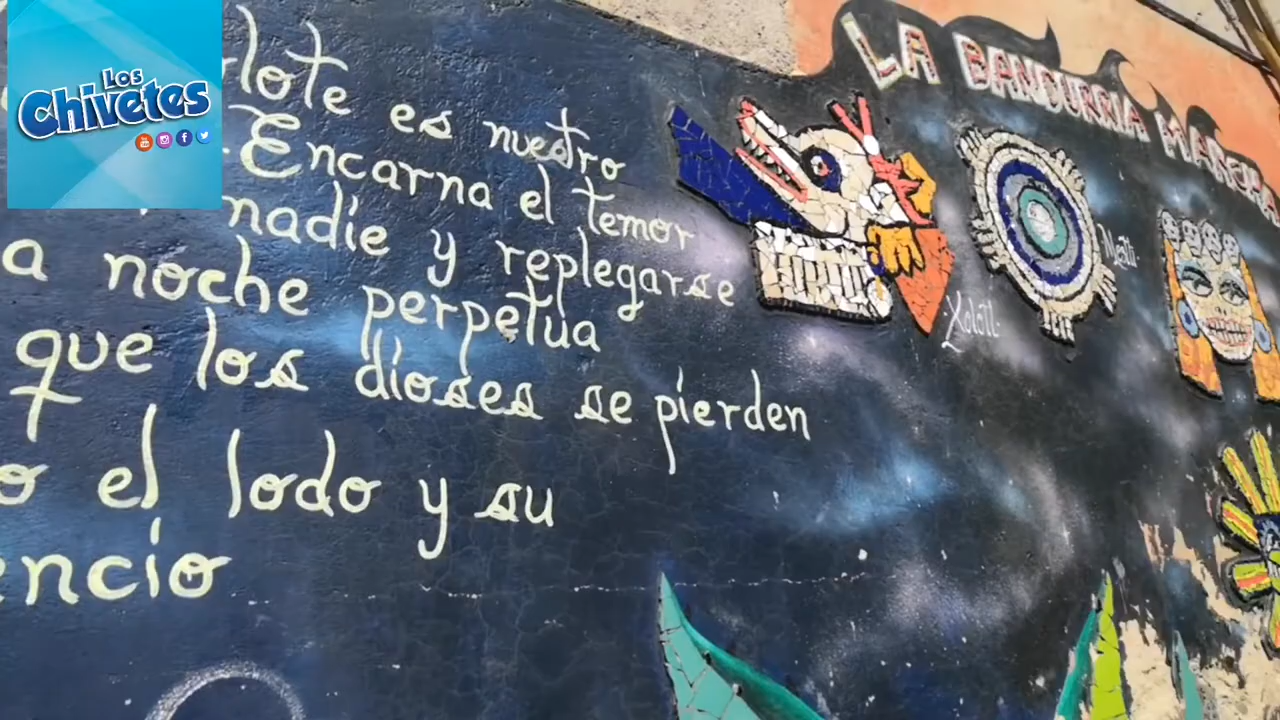 Los
Chivetes
LA BANDURRIA MAREÑA
lote es nuestro
Encarna el temor
nadie y replegarse
a noche perpetua
que los dioses se pierden
o el lodo y su
encio
Xolotl